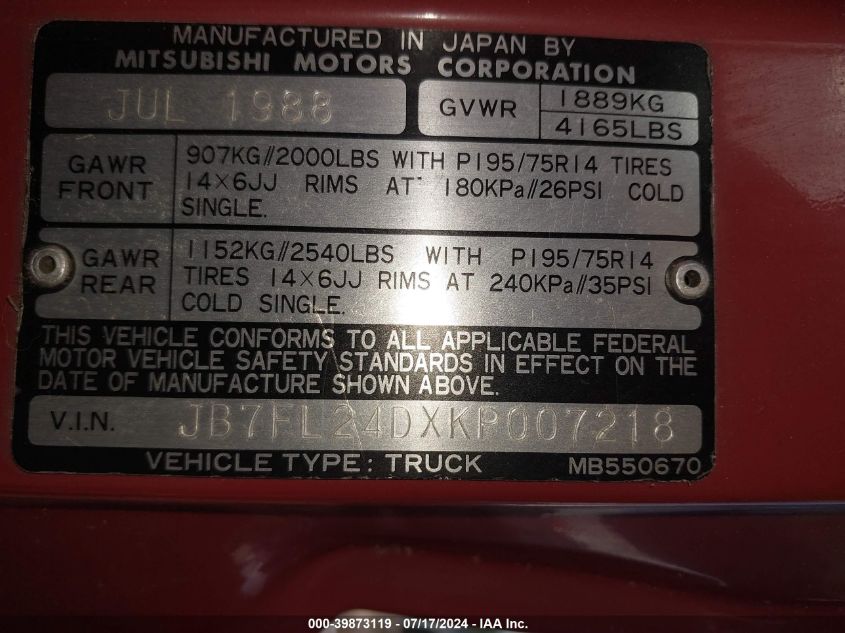 MANUFACTURED IN JAPAN BY
MITSUBISHI MOTORS CORPORATION
JUL 1988
GVWR
1889KG
4165LBS
GAWR
FRONT
907KG//2000LBS WITH P195/75R14 TIRES
14×6JJ RIMS AT 180KPa//26PSI COLD
SINGLE.
GAWR
REAR
1152KG//2540LBS WITH P195/75R14
TIRES 14×6JJ RIMS AT 240KPa//35PSI
COLD SINGLE.
THIS VEHICLE CONFORMS TO ALL APPLICABLE FEDERAL
MOTOR VEHICLE SAFETY STANDARDS IN EFFECT ON THE
DATE OF MANUFACTURE SHOWN ABOVE.
V.I.N. JB7FL24DXKP007218
VEHICLE TYPE: TRUCK MB550670
000-39873119 / 07/17/2024 - IAA Inc.